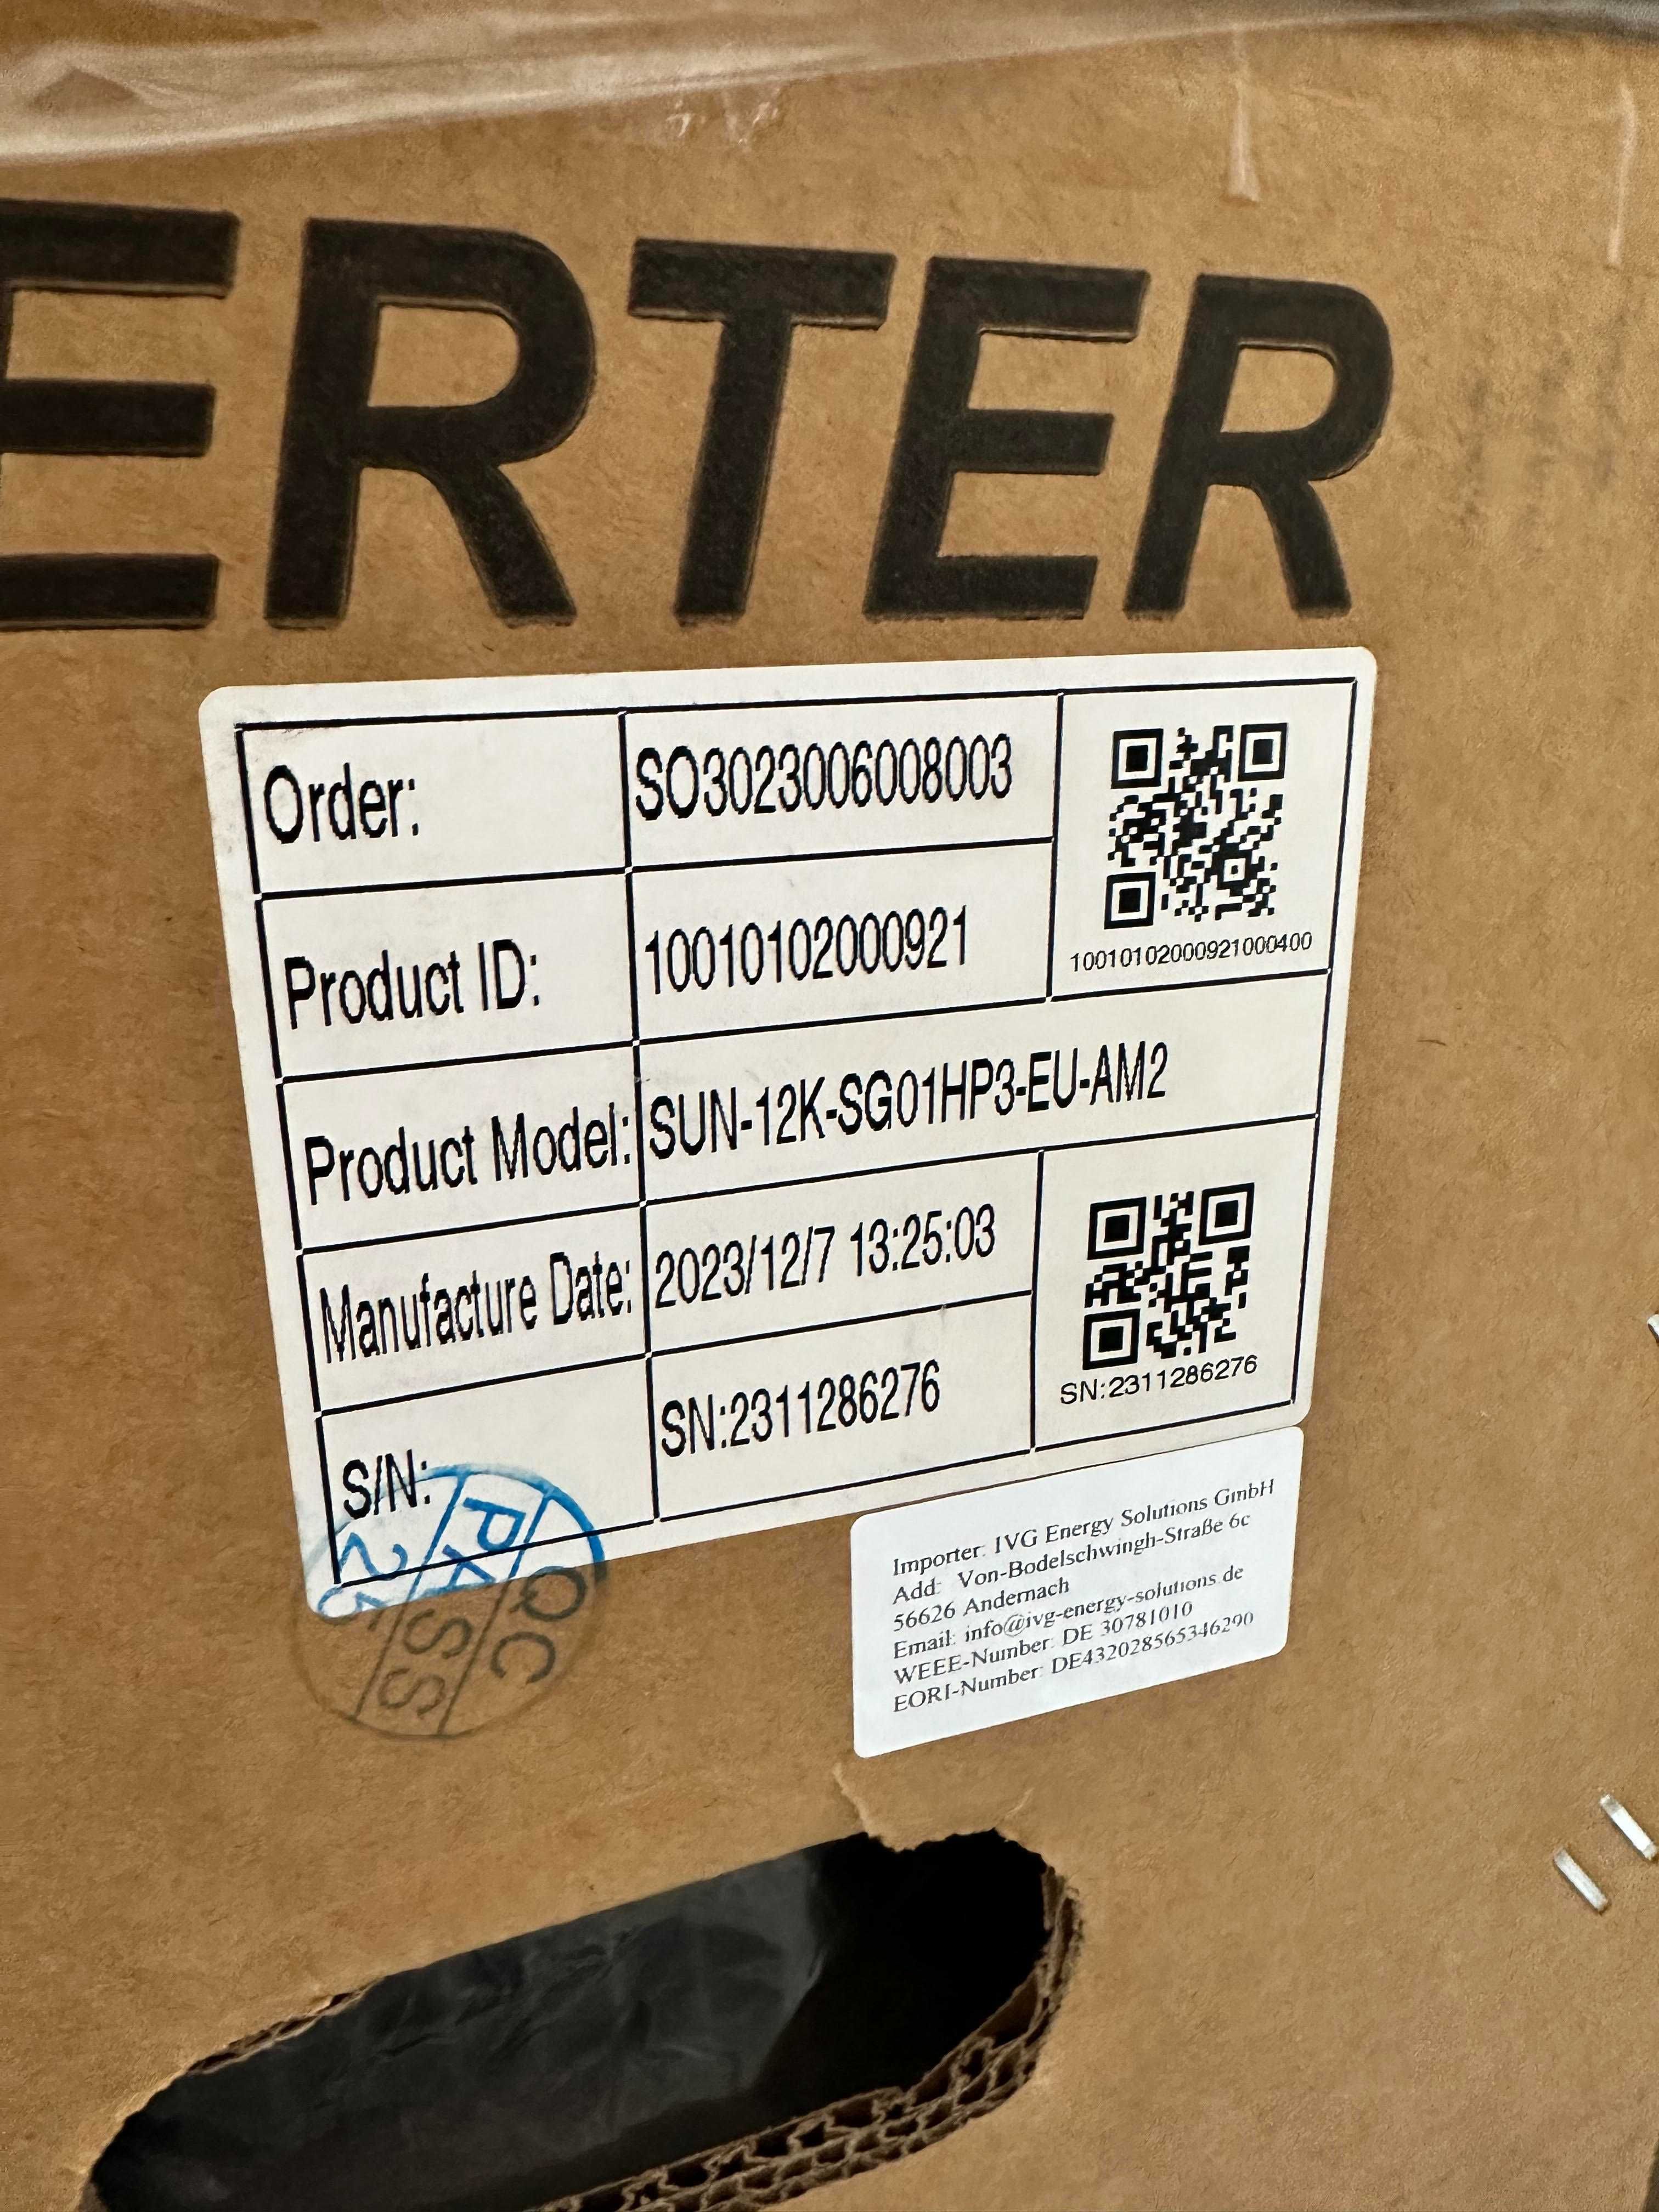 ERTER
Order: SO3023006008003
Product ID: 10010102000921
10010102000921000400
Product Model: SUN-12K-SG01HP3-EU-AM2
Manufacture Date: 2023/12/7 13:25:03
S/N: SN:2311286276
SN:2311286276
QC
PASS
25
Importer: IVG Energy Solutions GmbH
Add: Von-Bodelschwingh-Straße 6c
56626 Andernach
Email: info@ivg-energy-solutions.de
WEEE-Number: DE 30781010
EORI-Number: DE432028565346290